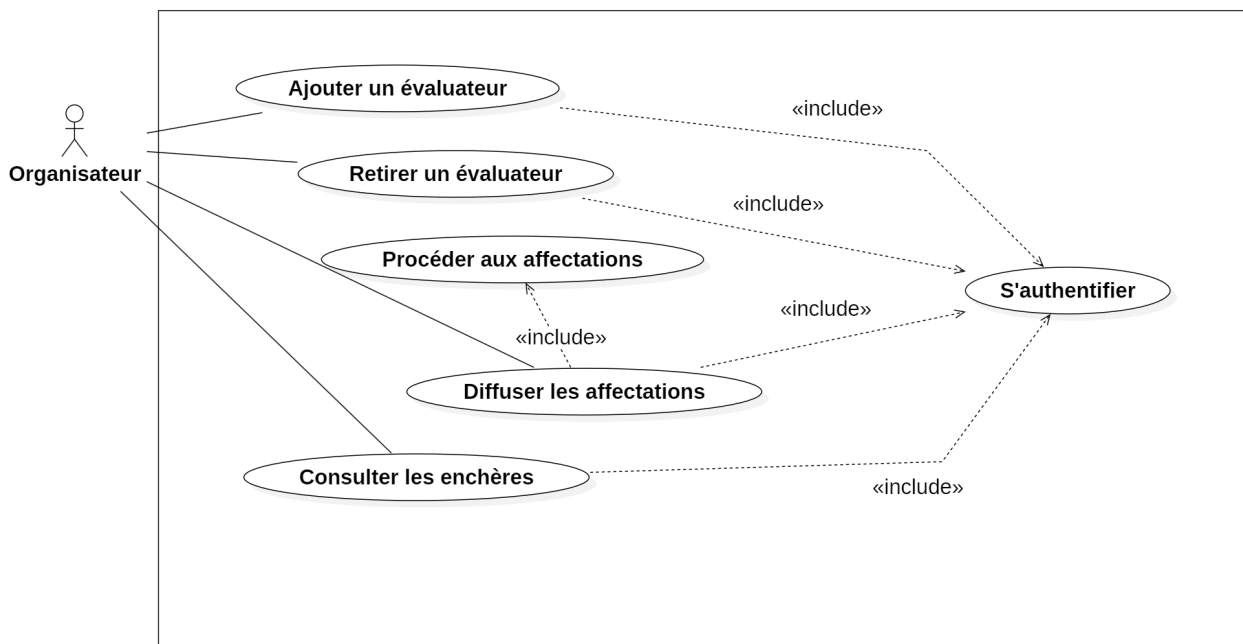 Ajouter un évaluateur
«include»
Organisateur
Retirer un évaluateur
«include»
Procéder aux affectations
S'authentifier
«include»
«include»
Diffuser les affectations
Consulter les enchères
«include»